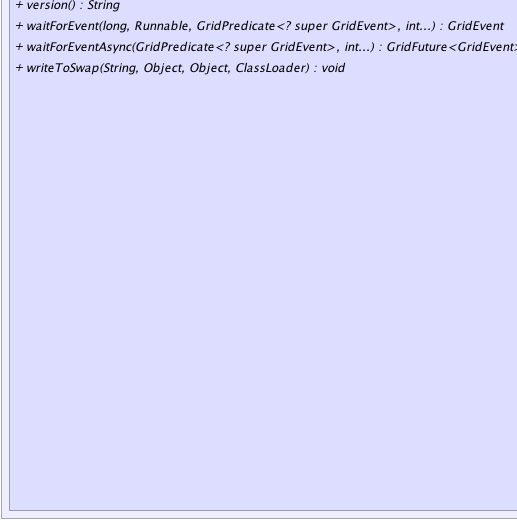 + version() : String
+ waitForEvent(long, Runnable, GridPredicate<? super GridEvent>, int...) : GridEvent
+ waitForEventAsync(GridPredicate<? super GridEvent>, int...) : GridFuture<GridEvent>
+ writeToSwap(String, Object, Object, ClassLoader) : void